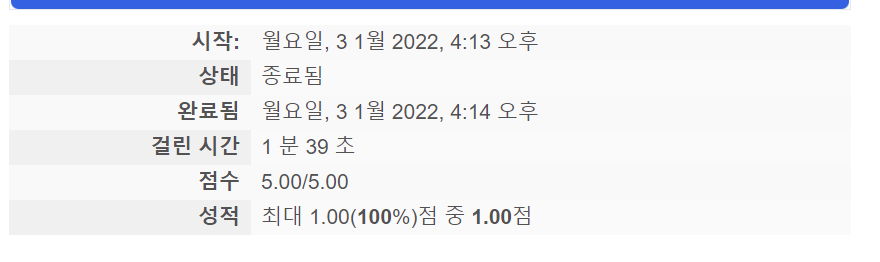 시작: 월요일, 3 1월 2022, 4:13 오후
상태 종료됨
완료됨 월요일, 3 1월 2022, 4:14 오후
걸린 시간 1 분 39 초
점수 5.00/5.00
성적 최대 1.00(100%)점 중 1.00점